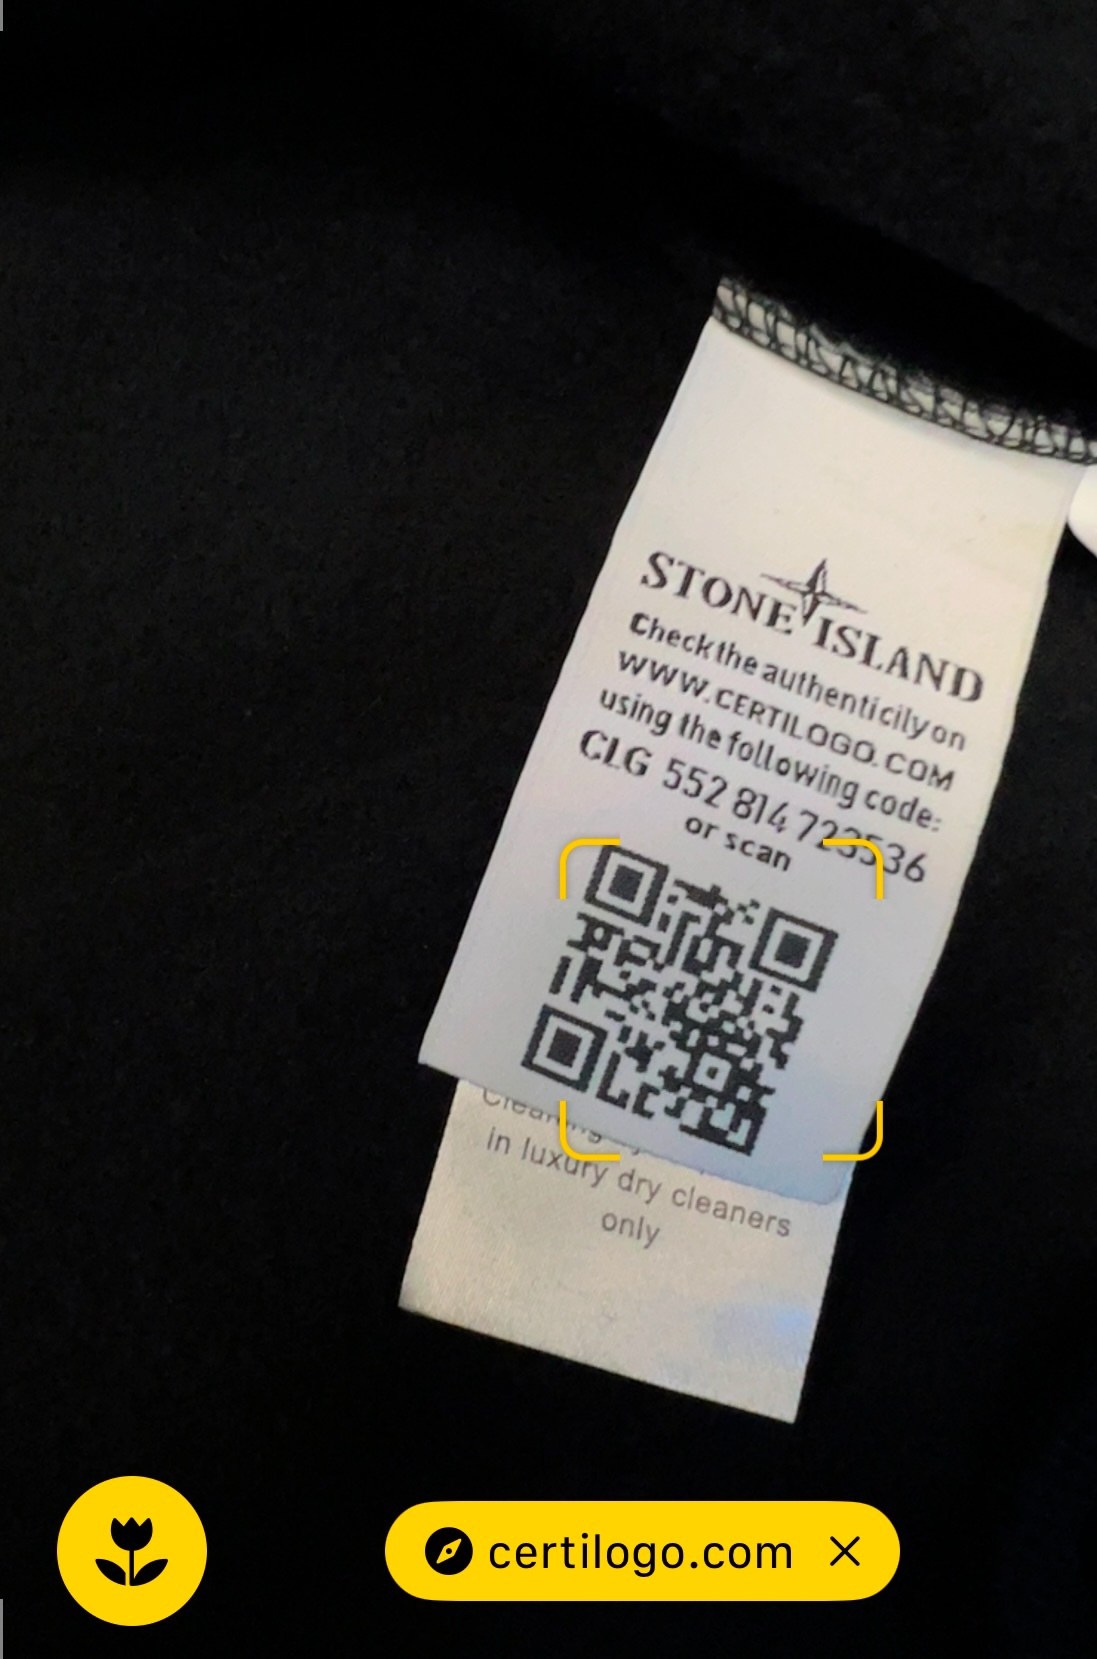 STONE ISLAND
Check the authenticily on
WWW.CERTILOGO.COM
using the following code:
CLG 552 814 723536
or scan
Cleaning
in luxury dry cleaners
only
certilogo.com